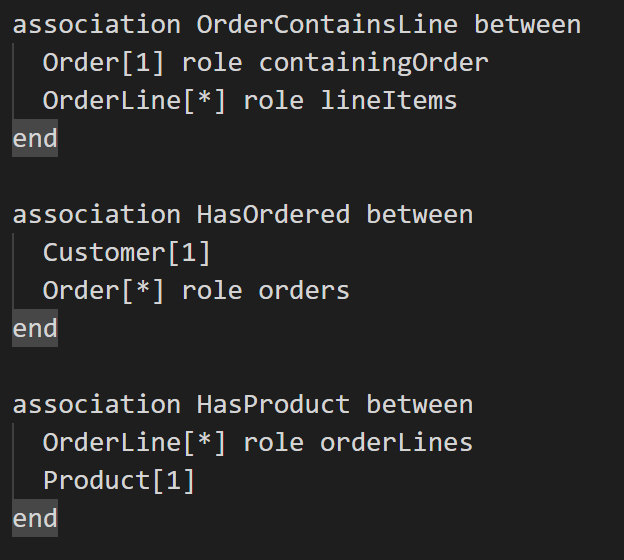 association OrderContainsLine between
  Order[1] role containingOrder
  OrderLine[*] role lineItems
end

association HasOrdered between
  Customer[1]
  Order[*] role orders
end

association HasProduct between
  OrderLine[*] role orderLines
  Product[1]
end